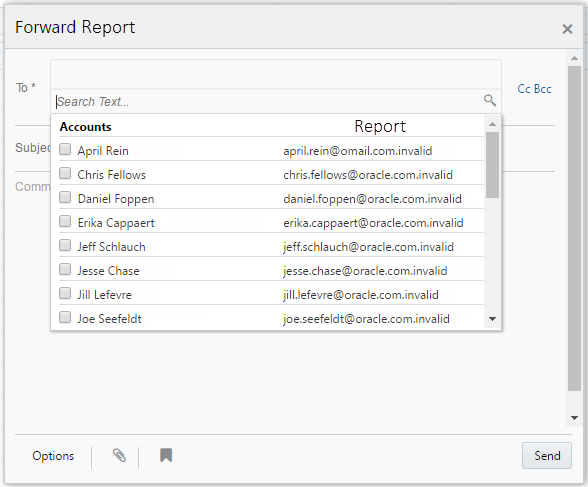 Forward Report ×
To * Cc Bcc
Search Text...
Accounts Report
April Rein april.rein@omail.com.invalid
Subjec
Chris Fellows chris.fellows@oracle.com.invalid
Comm
Daniel Foppen daniel.foppen@oracle.com.invalid
Erika Cappaert erika.cappaert@oracle.com.invalid
Jeff Schlauch jeff.schlauch@oracle.com.invalid
Jesse Chase jesse.chase@oracle.com.invalid
Jill Lefevre jill.lefevre@oracle.com.invalid
Joe Seefeldt joe.seefeldt@oracle.com.invalid
Options Send